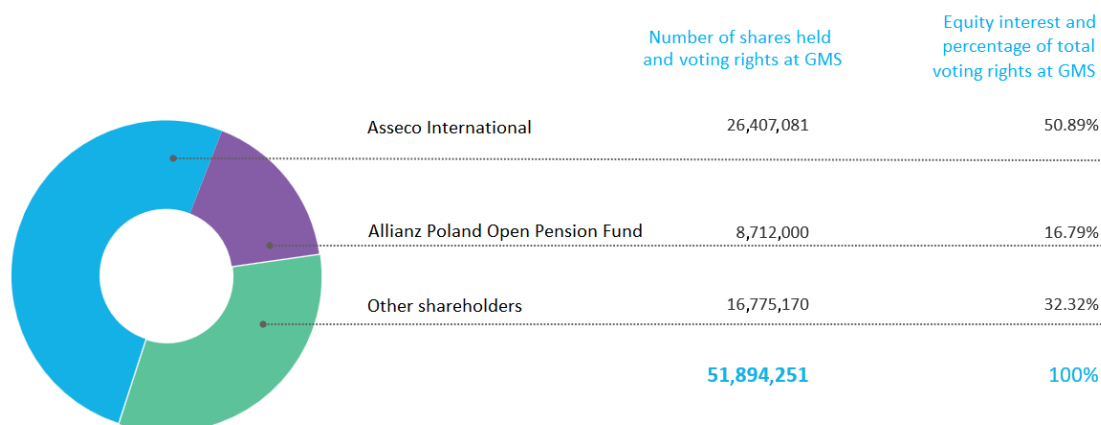 Number of shares held
and voting rights at GMS
Equity interest and
percentage of total
voting rights at GMS
Asseco International 26,407,081 50.89%
Allianz Poland Open Pension Fund 8,712,000 16.79%
Other shareholders 16,775,170 32.32%
51,894,251 100%